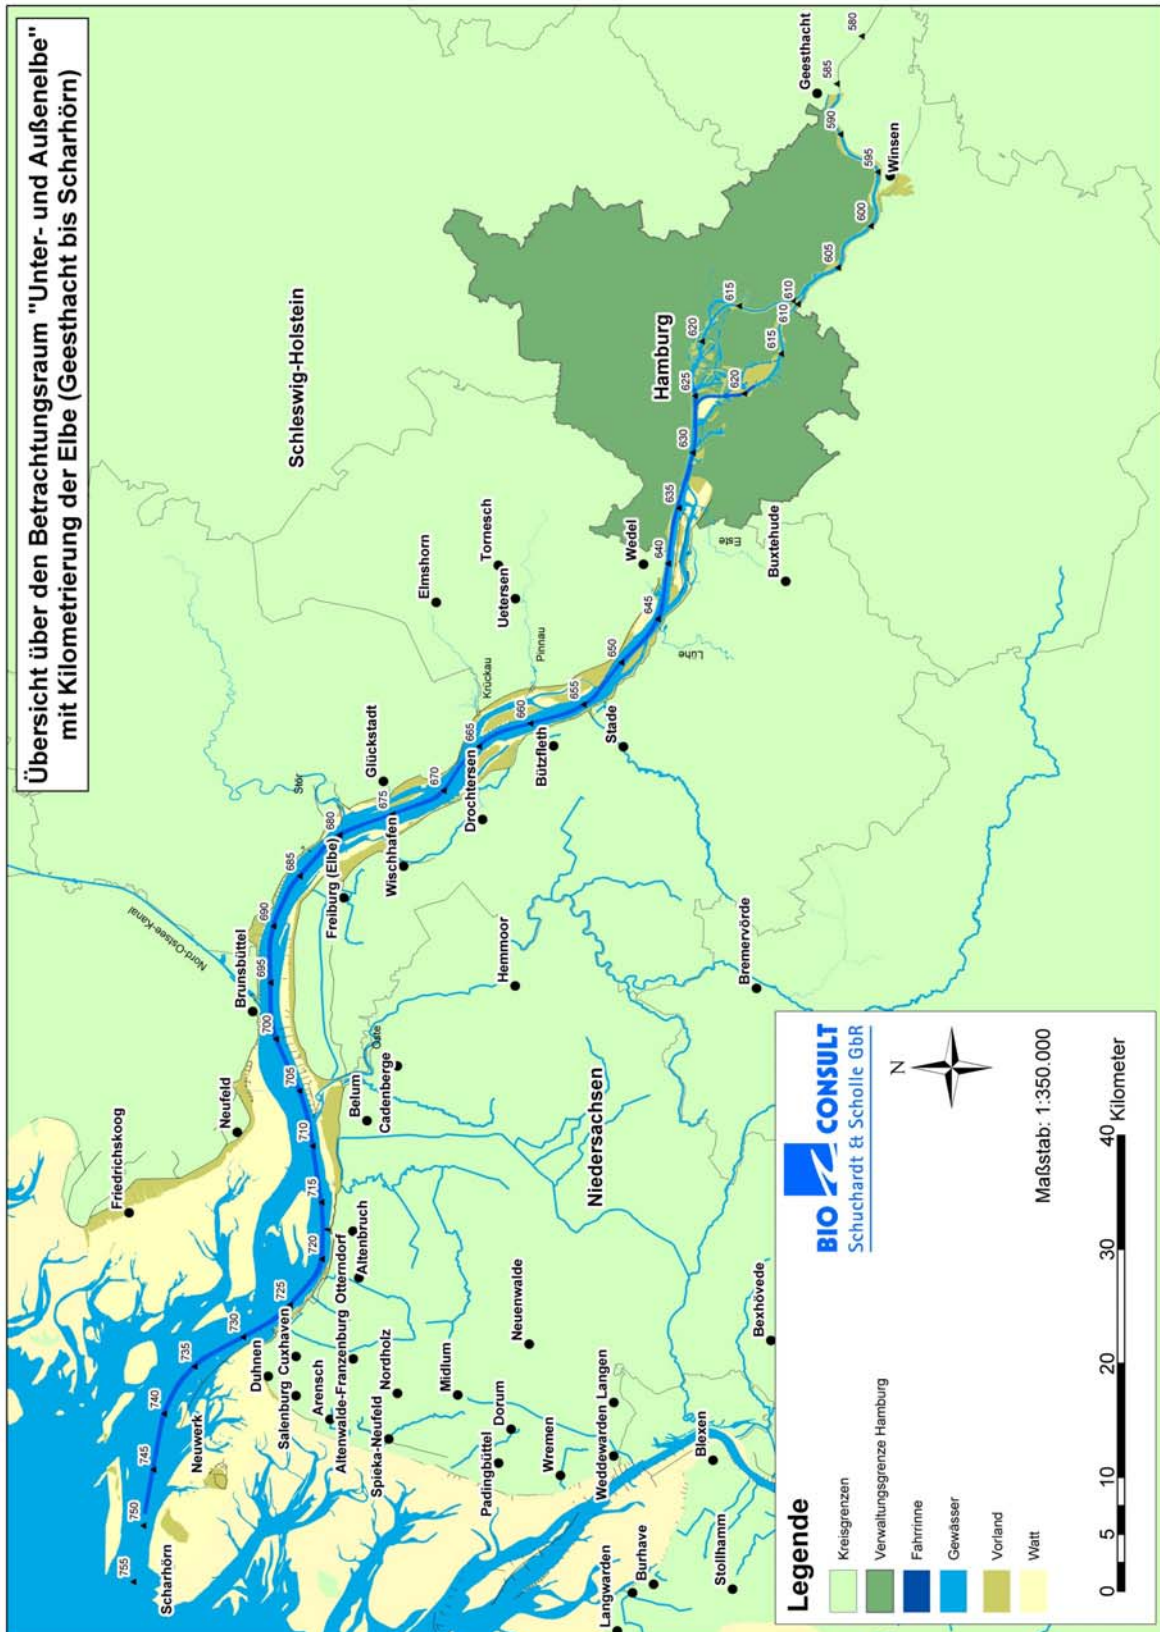 Übersicht über den Betrachtungsraum "Unter- und Außenelbe"
mit Kilometrierung der Elbe (Geesthacht bis Scharhörn)
Schleswig-Holstein
Friedrichskoog
Neufeld
Brunsbüttel
Nord-Ostsee-Kanal
Stör
Glückstadt
Elmshorn
Tornesch
Uetersen
Krückau
Pinnau
Wedel
Hamburg
Geesthacht
Winsen
Scharhörn
Neuwerk
Duhnen
Cuxhaven
Salenburg
Arensch
Altenwalde-Franzenburg
Otterndorf
Altenbruch
Spieka-Neufeld
Nordholz
Midlum
Belum
Cadenberge
Oste
Freiburg (Elbe)
Wischhafen
Drochtersen
Bützfleth
Stade
Lühe
Este
Buxtehude
Hemmoor
Bremervörde
Niedersachsen
Neuenwalde
Padingbüttel
Dorum
Wremen
Weddewarden
Langen
Bexhövede
Blexen
Langwarden
Burhave
Stollhamm
755
750
745
740
735
730
725
720
715
710
705
700
695
690
685
680
675
670
665
660
655
650
645
640
635
630
625
620
615
610
620
615
610
605
600
595
590
585
580
Legende
Kreisgrenzen
Verwaltungsgrenze Hamburg
Fahrrinne
Gewässer
Vorland
Watt
BIO CONSULT
Schuchardt & Scholle GbR
N
Maßstab: 1:350.000
0 5 10 20 30 40
Kilometer